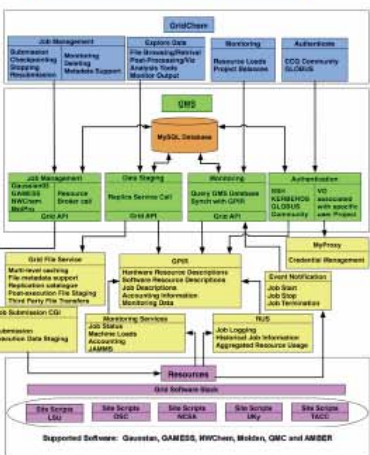 GridChem
Job Management
Submission
Checkpointing
Stopping
Resubmission
Monitoring
Deleting
Metadata Support
Explore Data
File Browsing/Retrival
Post-Processing/Viz
Analysis Tools
Monitor Output
Monitoring
Resource Loads
Project Balances
Authenticate
CCG Community
GLOBUS
GMS
MySQL Database
Job Management
Gaussian03
GAMESS
NWChem
MolPro
Resource
Broker call
Grid API
Data Staging
Replica Service Call
Grid API
Monitoring
Query GMS Database
Synch with GPIR
Grid API
Authentication
SSH
KERBEROS
GLOBUS
Community
VO
associated
with specific
user Project
MyProxy
Credential Management
Grid File Service
Multi-level caching
File metadata support
Replication catalogue
Post-execution File Staging
Third Party File Transfers
GPIR
Hardware Resource Descriptions
Software Resource Descriptions
Job Descriptions
Accounting Information
Monitoring Data
Event Notification
Job Start
Job Stop
Job Termination
ob Submission CGI
ubmission
xecution Data Staging
Monitoring Services
Job Status
Machine Loads
Accounting
JAMMS
RUS
Job Logging
Historical Job Information
Aggregated Resource Usage
Resources
Grid Software Stack
Site Scripts
LSU
Site Scripts
OSC
Site Scripts
NCSA
Site Scripts
UKy
Site Scripts
TACC
Supported Software: Gaussian, GAMESS, NWChem, Molden, QMC and AMBER